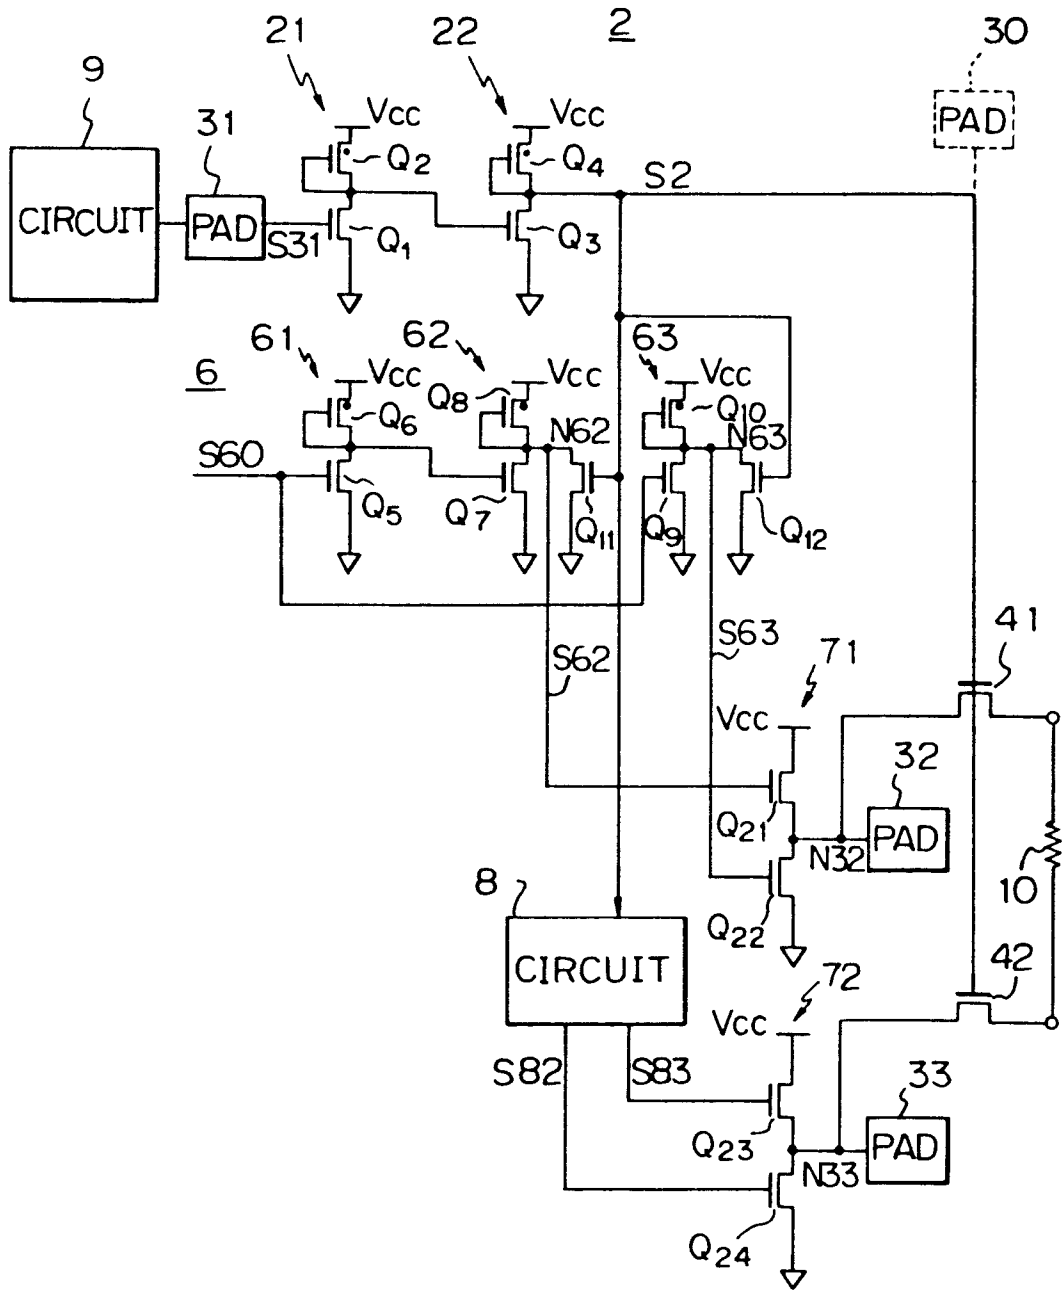 21 22 2 30
9
31 Vcc Vcc PAD
Q2 Q4 S2
CIRCUIT PAD S31 Q1 Q3
61 62 63
6 Vcc Vcc Vcc
Q8 Q6 Q10
S60 N62 N63
Q5 Q7 Q11 Q9 Q12
S62 S63 71 41
Vcc
32
Q21 PAD
N32 10
8 Q22
CIRCUIT 72 42
Vcc
S82 S83 33
Q23 PAD
N33
Q24